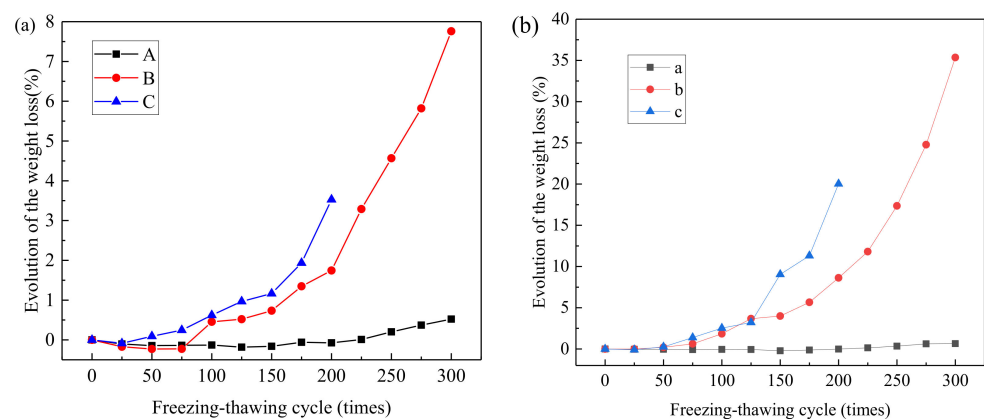 (a)
Evolution of the weight loss(%)
8
7
6
5
4
3
2
1
0
A
B
C
0 50 100 150 200 250 300
Freezing-thawing cycle (times)
(b)
Evolution of the weight loss (%)
40
35
30
25
20
15
10
5
0
a
b
c
0 50 100 150 200 250 300
Freezing-thawing cycle (times)